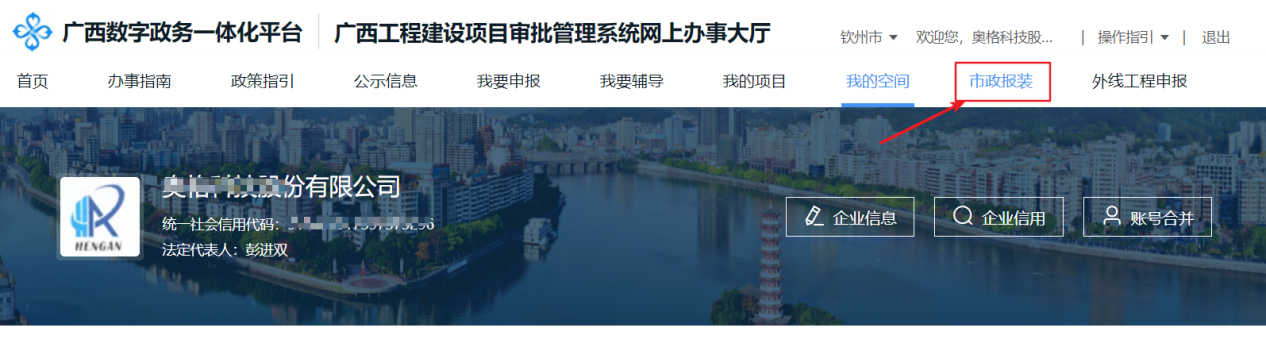 广西数字政务一体化平台 广西工程建设项目审批管理系统网上办事大厅 钦州市 欢迎您，奥格科技股... | 操作指引 | 退出
首页 办事指南 政策指引 公示信息 我要申报 我要辅导 我的项目 我的空间 市政报装 外线工程申报
份有限公司
统一社会信用代码：
法定代表人：彭进双
企业信息 企业信用 账号合并
HENGAN